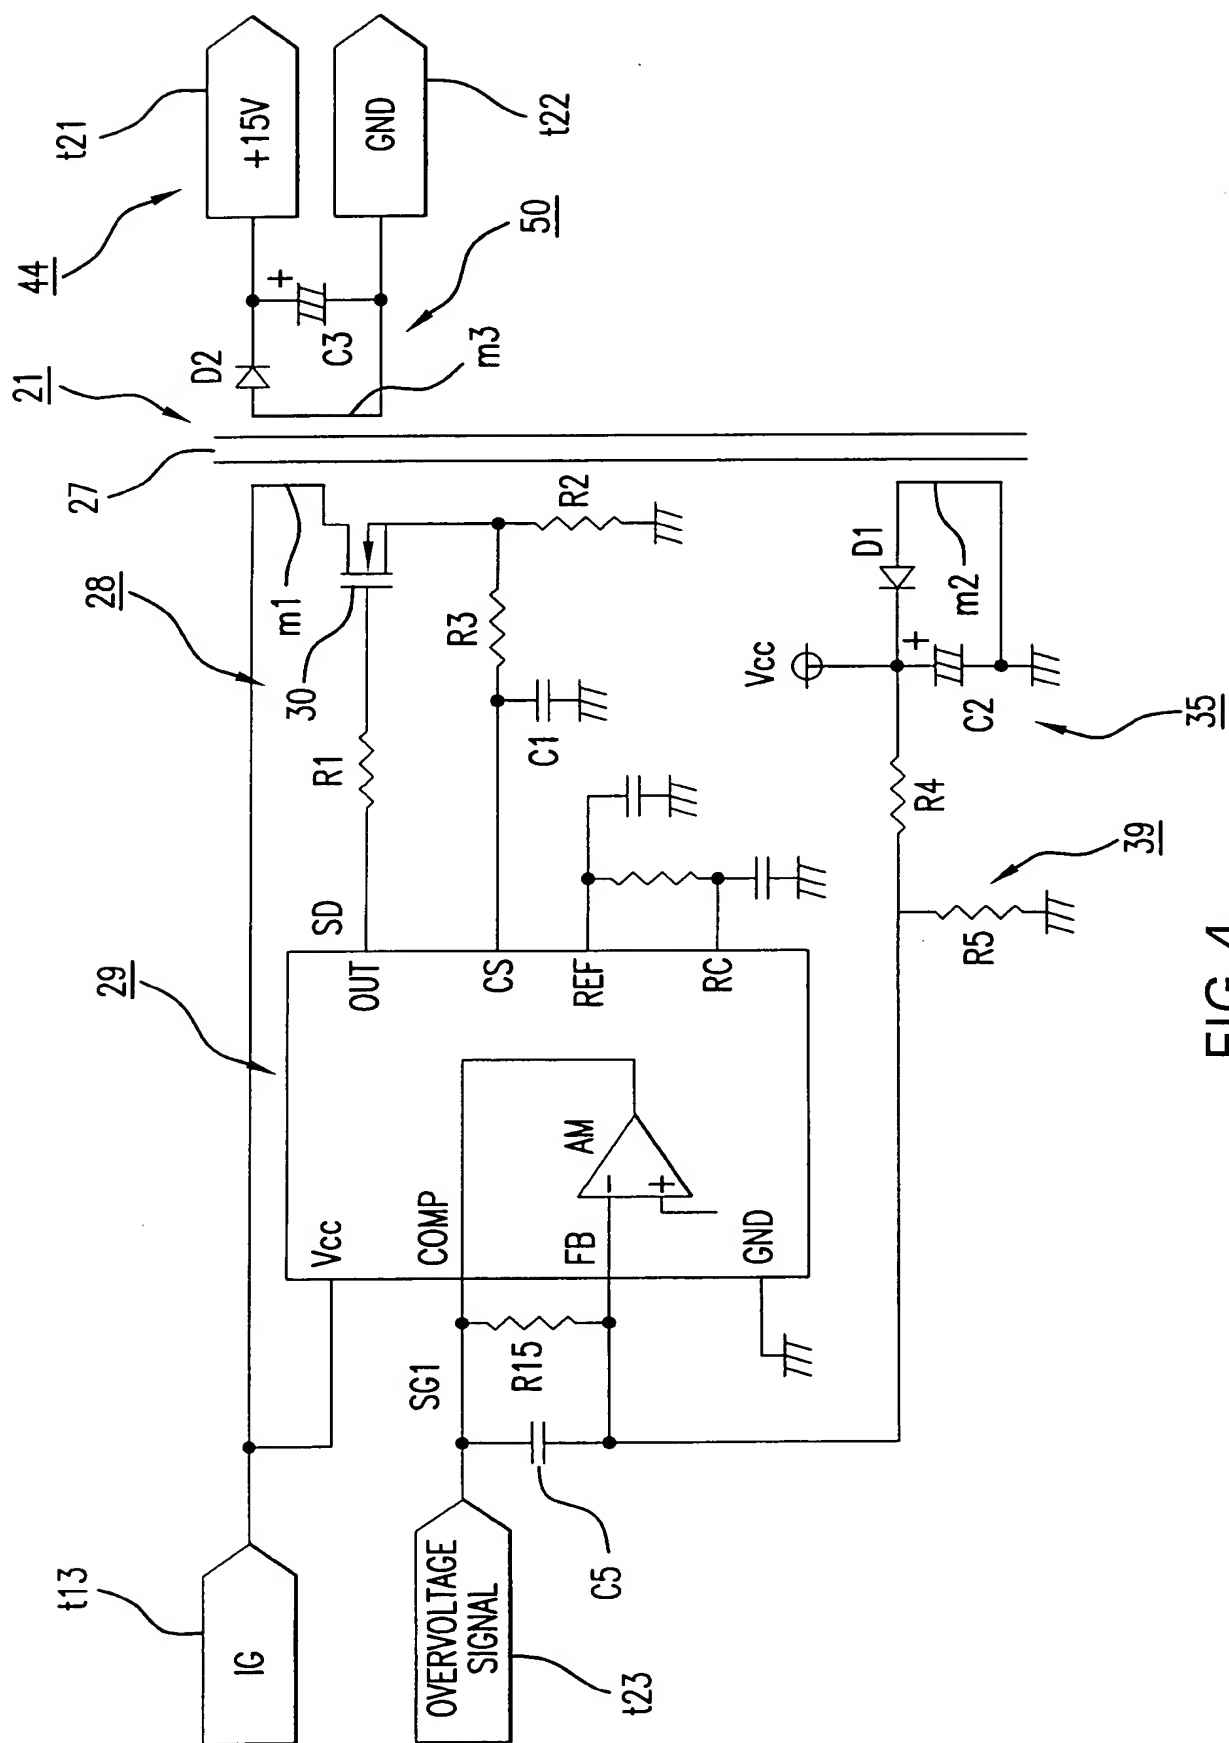 t13
IG
OVERVOLTAGE
SIGNAL
t23
C5
SG1
R15
29
Vcc
COMP
FB
GND
AM
OUT
CS
REF
RC
SD
R1
28
m1
30
R3
C1
R2
27
21
44
t21
+15V
GND
t22
D2
+
C3
50
m3
D1
m2
Vcc
+
C2
35
R4
R5
39
-
+
FIG. 4